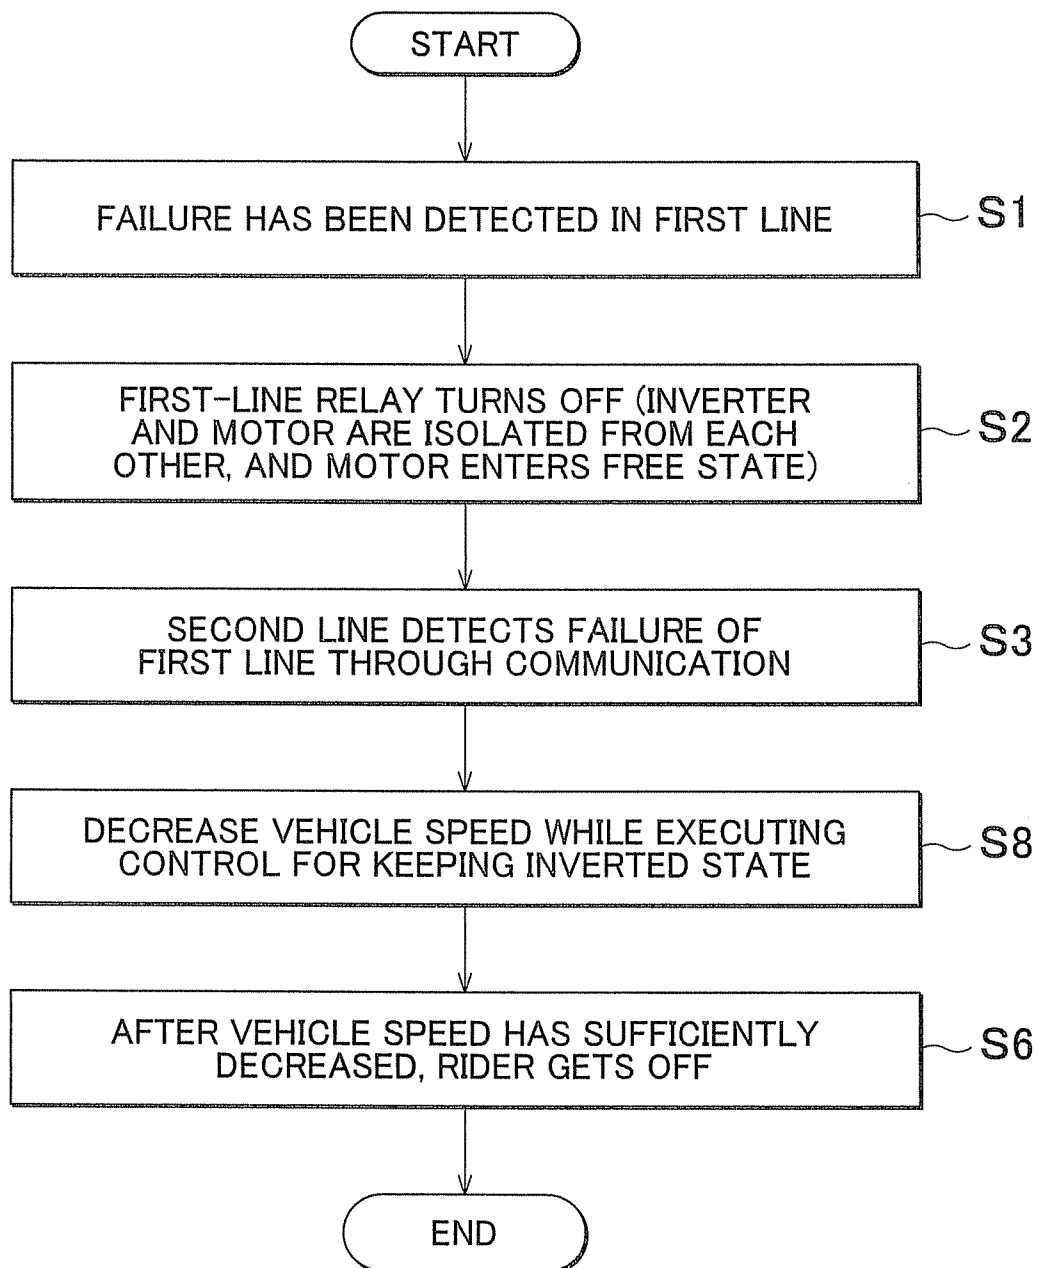 START
FAILURE HAS BEEN DETECTED IN FIRST LINE
S1
FIRST-LINE RELAY TURNS OFF (INVERTER
AND MOTOR ARE ISOLATED FROM EACH
OTHER, AND MOTOR ENTERS FREE STATE)
S2
SECOND LINE DETECTS FAILURE OF
FIRST LINE THROUGH COMMUNICATION
S3
DECREASE VEHICLE SPEED WHILE EXECUTING
CONTROL FOR KEEPING INVERTED STATE
S8
AFTER VEHICLE SPEED HAS SUFFICIENTLY
DECREASED, RIDER GETS OFF
S6
END